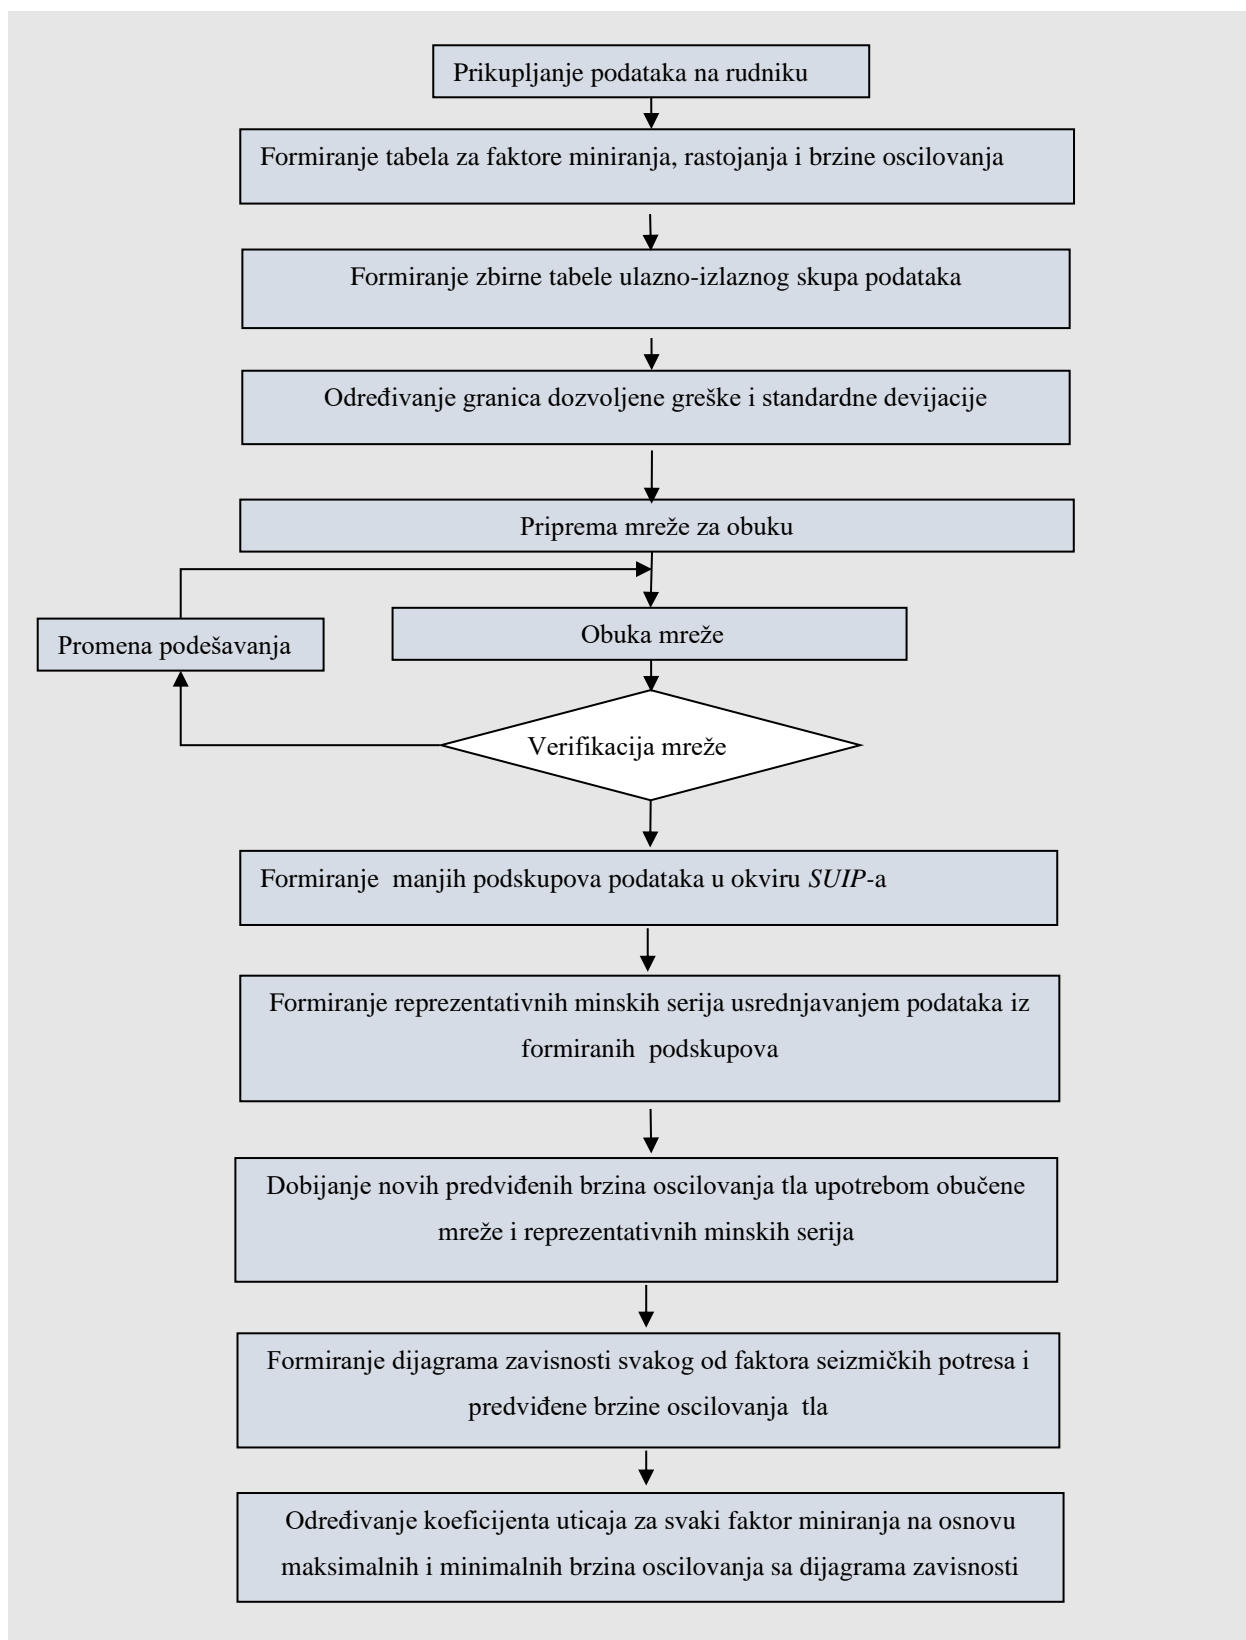 Prikupljanje podataka na rudniku
Formiranje tabela za faktore miniranja, rastojanja i brzine oscilovanja
Formiranje zbirne tabele ulazno-izlaznog skupa podataka
Određivanje granica dozvoljene greške i standardne devijacije
Priprema mreže za obuku
Promena podešavanja
Obuka mreže
Verifikacija mreže
Formiranje manjih podskupova podataka u okviru SUIP-a
Formiranje reprezentativnih minskih serija usrednjavanjem podataka iz
formiranih podskupova
Dobijanje novih predviđenih brzina oscilovanja tla upotrebom obučene
mreže i reprezentativnih minskih serija
Formiranje dijagrama zavisnosti svakog od faktora seizmičkih potresa i
predviđene brzine oscilovanja tla
Određivanje koeficijenta uticaja za svaki faktor miniranja na osnovu
maksimalnih i minimalnih brzina oscilovanja sa dijagrama zavisnosti